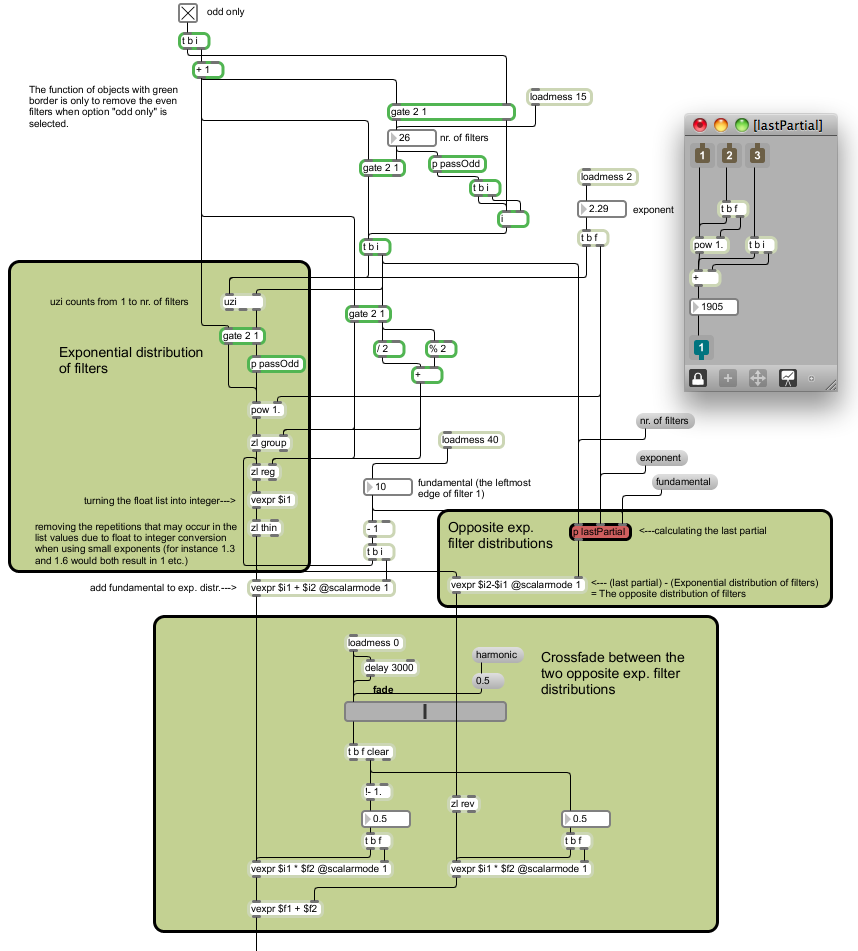 odd only
t b i
+ 1
The function of objects with green
border is only to remove the even
filters when option "odd only" is
selected.
loadmess 15
gate 2 1
26
nr. of filters
gate 2 1
p passOdd
t b i
i
loadmess 2
2.29
exponent
t b f
t b i
[lastPartial]
1
2
3
t b f
pow 1.
t b i
+
1905
1
uzi counts from 1 to nr. of filters
uzi
gate 2 1
gate 2 1
Exponential distribution
of filters
p passOdd
/ 2
% 2
+
pow 1.
zl group
zl reg
turning the float list into integer--->
vexpr $i1
removing the repetitions that may occur in the
list values due to float to integer conversion
when using small exponents (for instance 1.3
and 1.6 would both result in 1 etc.)
zl thin
loadmess 40
10
fundamental (the leftmost
edge of filter 1)
- 1
t b i
nr. of filters
exponent
fundamental
Opposite exp.
filter distributions
p lastPartial
<---calculating the last partial
add fundamental to exp. distr.--->
vexpr $i1 + $i2 @scalarmode 1
vexpr $i2-$i1 @scalarmode 1
<--- (last partial) - (Exponential distribution of filters)
= The opposite distribution of filters
loadmess 0
delay 3000
fade
harmonic
0.5
Crossfade between the
two opposite exp. filter
distributions
t b f clear
!- 1.
zl rev
0.5
0.5
t b f
t b f
vexpr $i1 * $f2 @scalarmode 1
vexpr $i1 * $f2 @scalarmode 1
vexpr $f1 + $f2